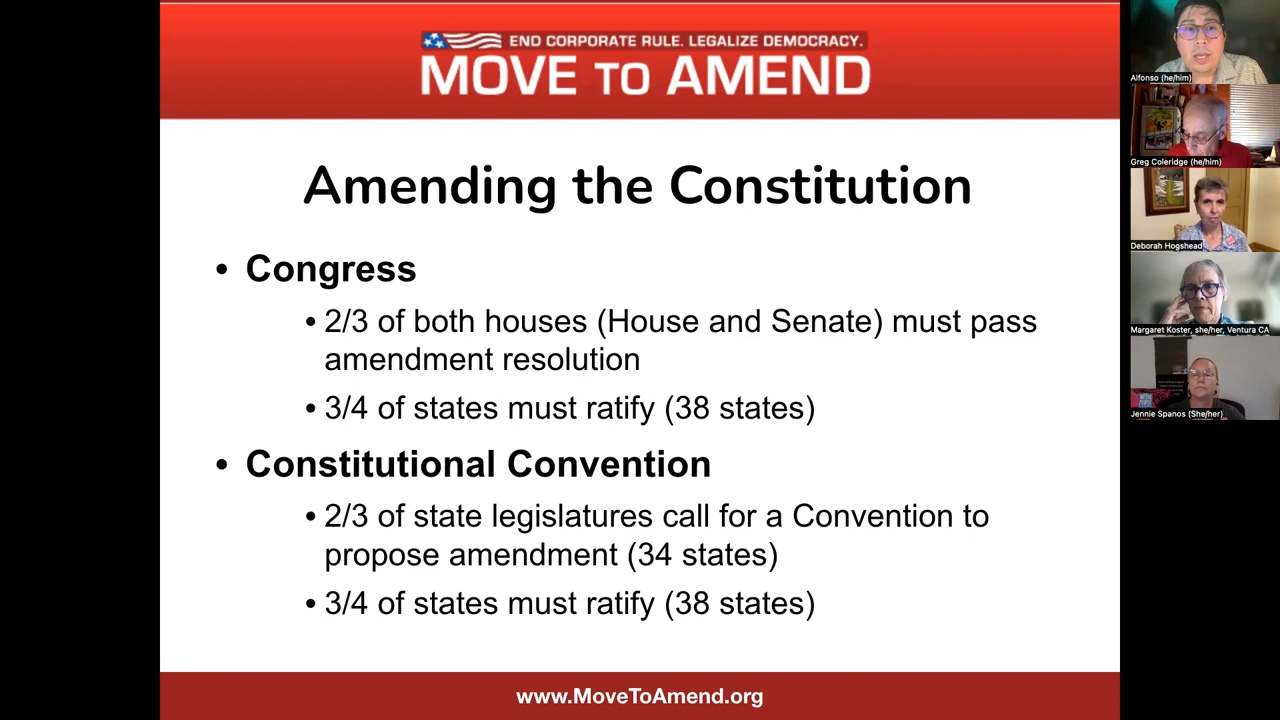 END CORPORATE RULE. LEGALIZE DEMOCRACY.
MOVE TO AMEND
Amending the Constitution
• Congress
• 2/3 of both houses (House and Senate) must pass
amendment resolution
• 3/4 of states must ratify (38 states)
• Constitutional Convention
• 2/3 of state legislatures call for a Convention to
propose amendment (34 states)
• 3/4 of states must ratify (38 states)
www.MoveToAmend.org
Alfonso (he/him)
Greg Coleridge (he/him)
Deborah Hogshead
Margaret Koster, she/her, Ventura CA
Jennie Spanos (She/her)